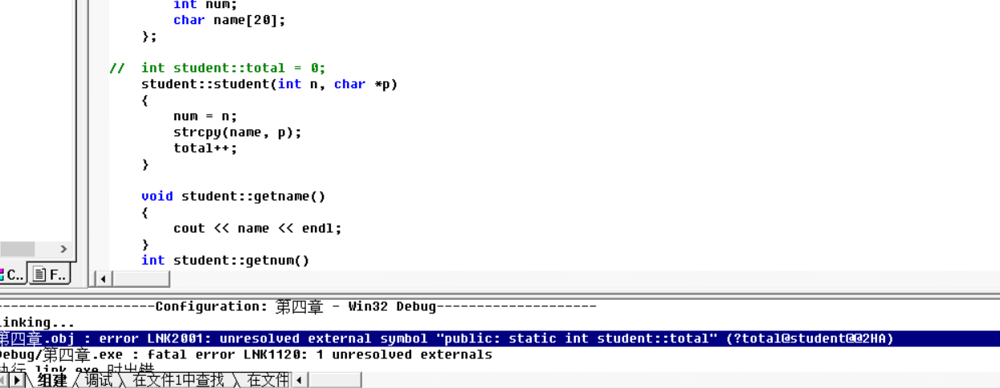 int num;
char name[20];
};
// int student::total = 0;
student::student(int n, char *p)
{
num = n;
strcpy(name, p);
total++;
}
void student::getname()
{
cout << name << endl;
}
int student::getnum()
C.. F..
--------------------Configuration: 第四章 - Win32 Debug--------------------
inking...
第四章.obj : error LNK2001: unresolved external symbol "public: static int student::total" (?total@student@@2HA)
ebug/第四章.exe : fatal error LNK1120: 1 unresolved externals
执行 link.exe 时出错
组建 调试 在文件1中查找 在文件